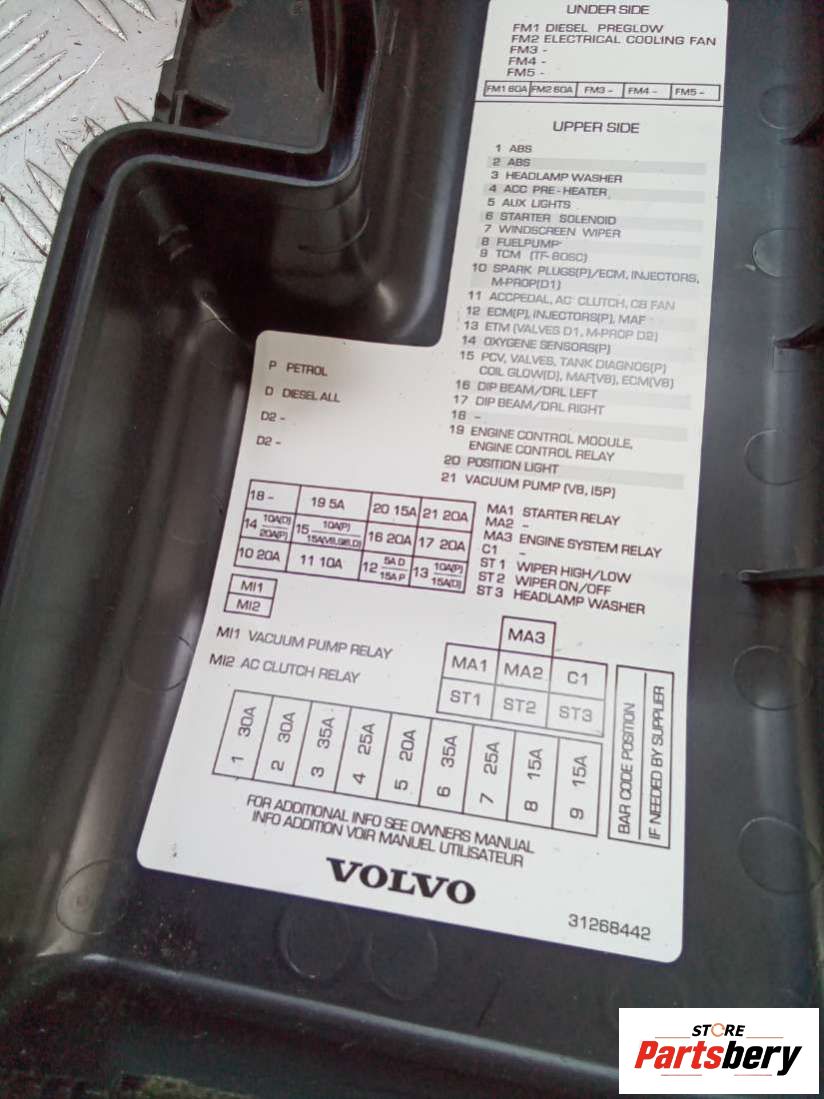 UNDER SIDE
FM1 DIESEL PREGLOW
FM2 ELECTRICAL COOLING FAN
FM3 -
FM4 -
FM5 -
FM1 60A FM2 60A FM3 - FM4 - FM5 -
UPPER SIDE
1 ABS
2 ABS
3 HEADLAMP WASHER
4 ACC PRE-HEATER
5 AUX LIGHTS
6 STARTER SOLENOID
7 WINDSCREEN WIPER
8 FUELPUMP
9 TCM (TF-80SC)
10 SPARK PLUGS(P)/ECM, INJECTORS,
M-PROP(D1)
11 ACCPEDAL, AC CLUTCH, CB FAN
12 ECM(P), INJECTORS(P), MAF
13 ETM (VALVES D1, M-PROP D2)
14 OXYGENE SENSORS(P)
15 PCV, VALVES, TANK DIAGNOS(P)
COIL GLOW(D), MAF(V8), ECM(V8)
16 DIP BEAM/DRL LEFT
17 DIP BEAM/DRL RIGHT
18 -
19 ENGINE CONTROL MODULE,
ENGINE CONTROL RELAY
20 POSITION LIGHT
21 VACUUM PUMP (V8, I5P)
P PETROL
D DIESEL ALL
D2 -
D2 -
18 - 19 5A 20 15A 21 20A
14 10A(D) 20A(P) 15 10A(P) 15A(V8,SI6,D) 16 20A 17 20A
10 20A 11 10A 12 5A D 15A P 13 10A(P) 15A(D)
MA1 STARTER RELAY
MA2 -
MA3 ENGINE SYSTEM RELAY
C1 -
ST1 WIPER HIGH/LOW
ST2 WIPER ON/OFF
ST3 HEADLAMP WASHER
MI1
MI2
MI1 VACUUM PUMP RELAY
MI2 AC CLUTCH RELAY
MA3
MA1 MA2 C1
ST1 ST2 ST3
1 30A
2 30A
3 35A
4 25A
5 20A
6 35A
7 25A
8 15A
9 15A
BAR CODE POSITION
IF NEEDED BY SUPPLIER
FOR ADDITIONAL INFO SEE OWNERS MANUAL
INFO ADDITION VOIR MANUEL UTILISATEUR
VOLVO
31268442
STORE
Partsbery